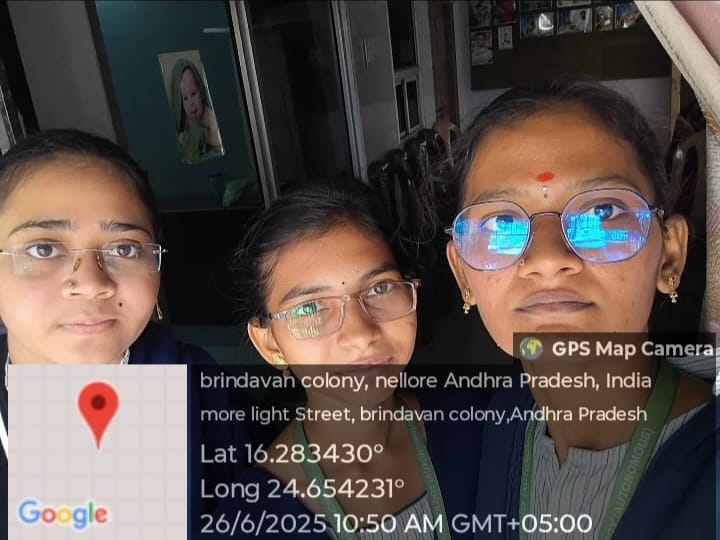 GPS Map Camera
brindavan colony, nellore Andhra Pradesh, India
more light Street, brindavan colony,Andhra Pradesh
Lat 16.283430°
Long 24.654231°
26/6/2025 10:50 AM GMT+05:00
Google
(AUTONOMOUS)